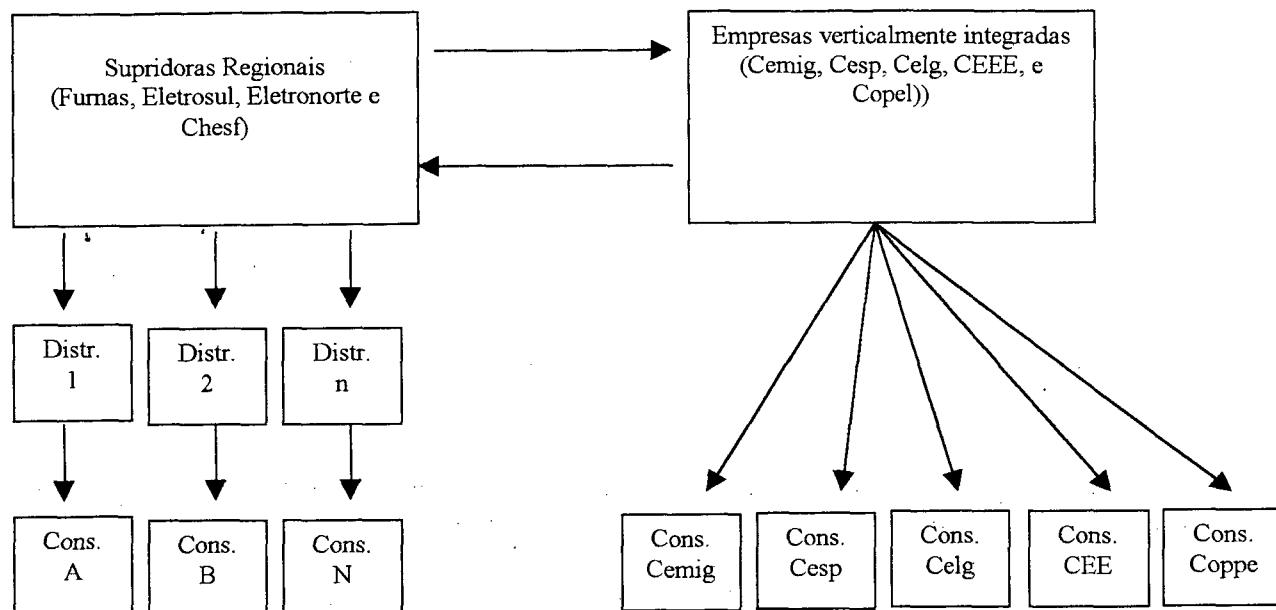 Supridoras Regionais
(Furnas, Eletrosul, Eletronorte e
Chesf)
Empresas verticalmente integradas
(Cemig, Cesp, Celg, CEEE, e
Copel))
Distr.
1
Distr.
2
Distr.
n
Cons.
A
Cons.
B
Cons.
N
Cons.
Cemig
Cons.
Cesp
Cons.
Celg
Cons.
CEE
Cons.
Coppe